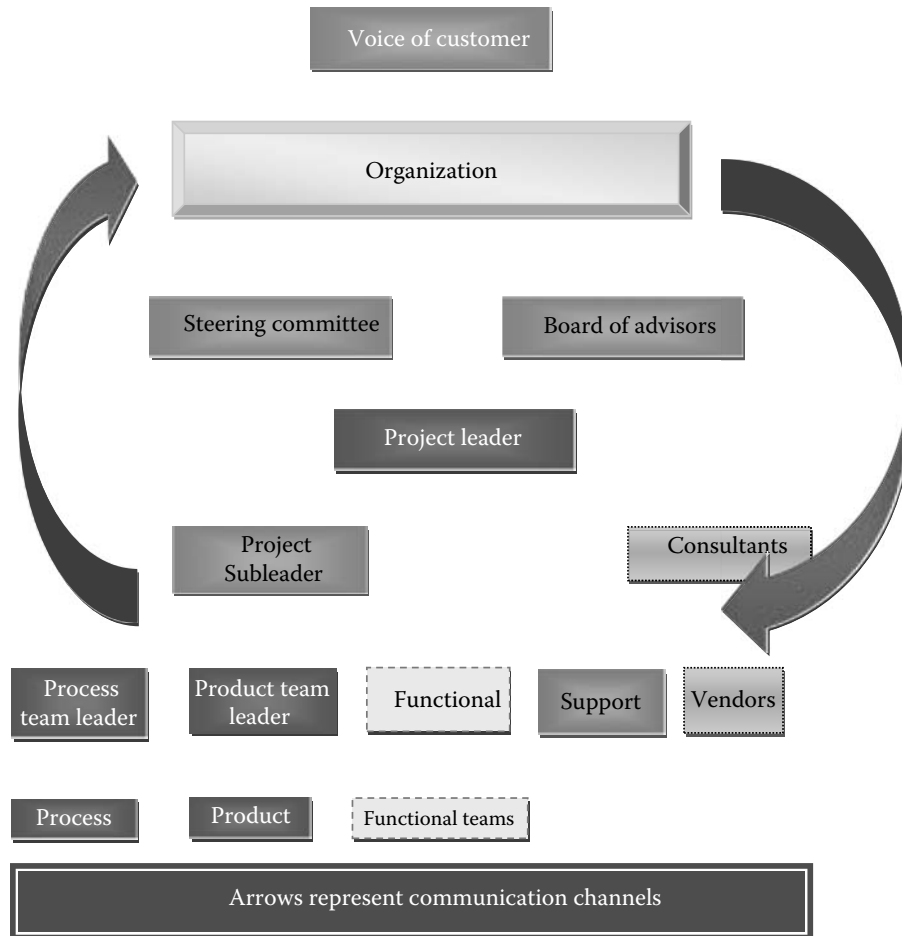 Voice of customer
Organization
Steering committee
Board of advisors
Project leader
Project
Subleader
Consultants
Process
team leader
Product team
leader
Functional
Support
Vendors
Process
Product
Functional teams
Arrows represent communication channels